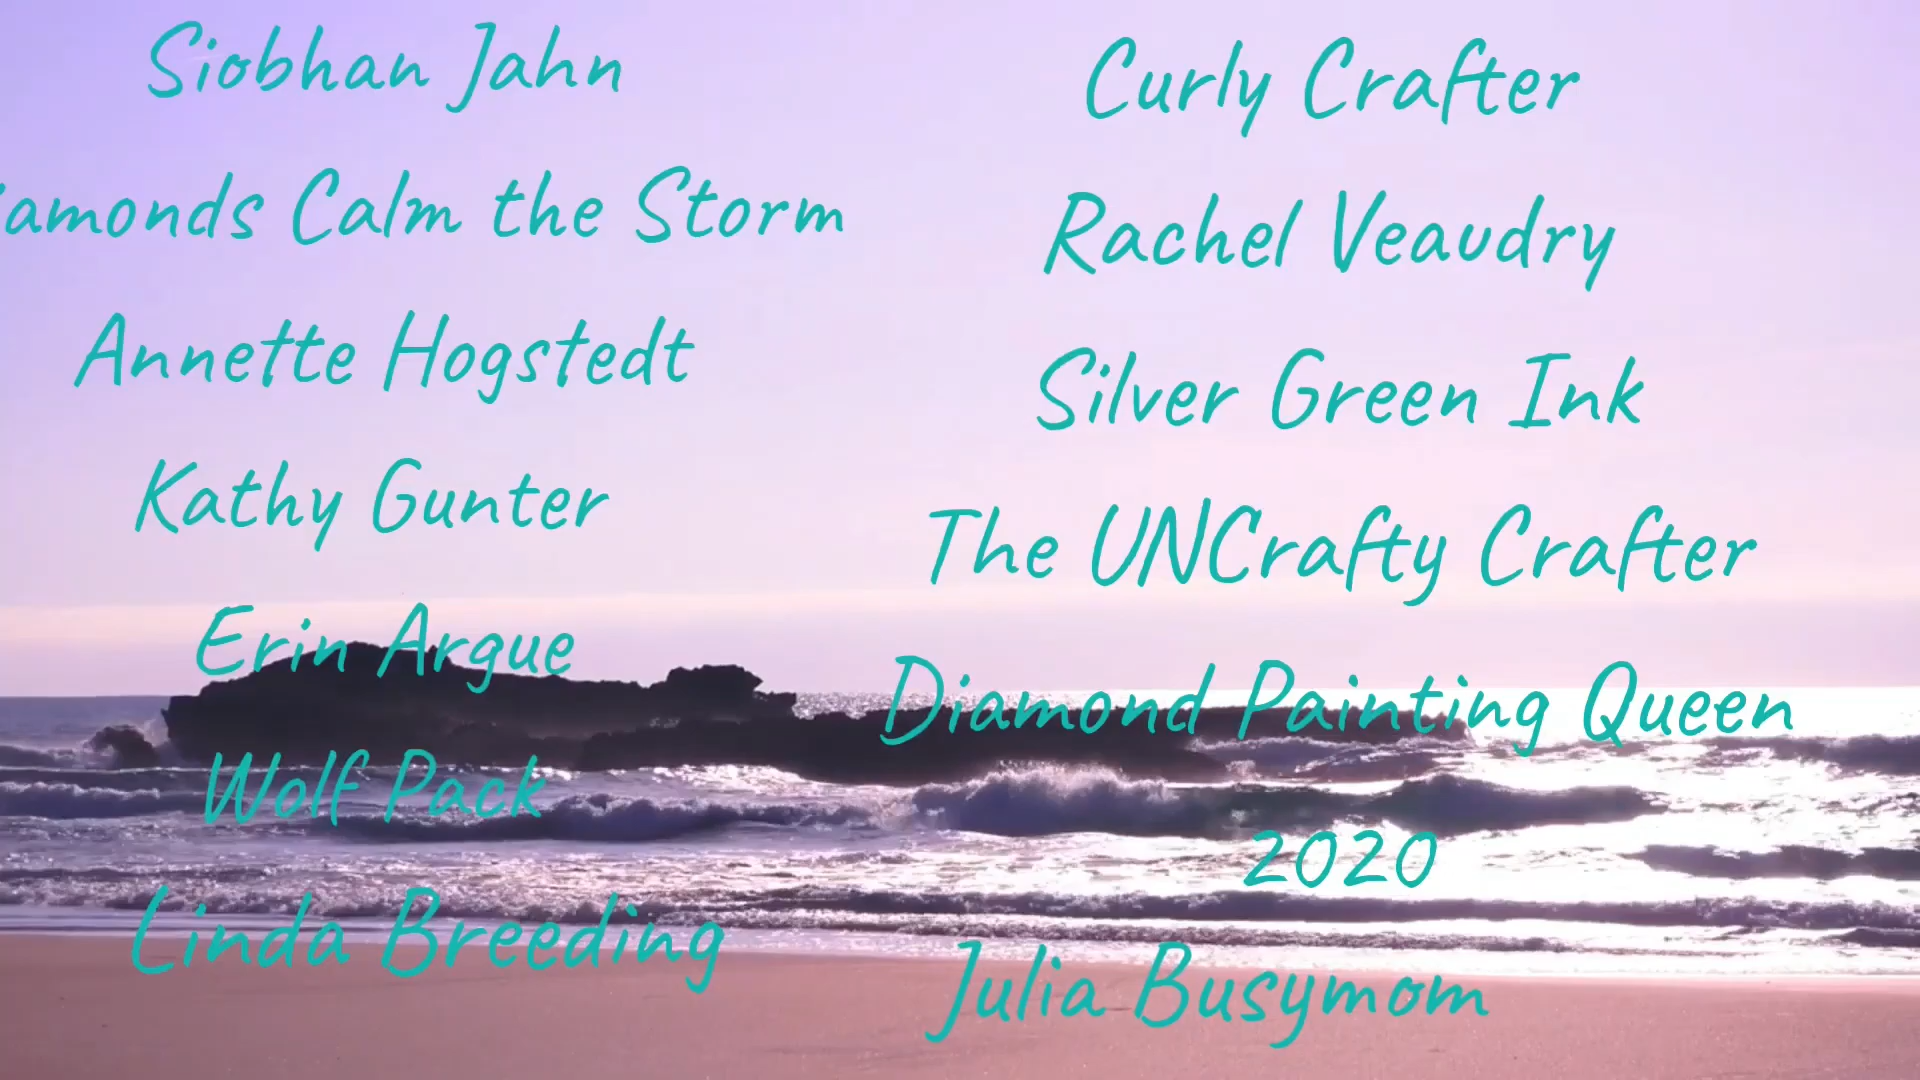 Siobhan Jahn
iamonds Calm the Storm
Annette Hogstedt
Kathy Gunter
Erin Argue
Wolf Pack
Linda Breeding
Curly Crafter
Rachel Veaudry
Silver Green Ink
The UNCrafty Crafter
Diamond Painting Queen
2020
Julia Busymom